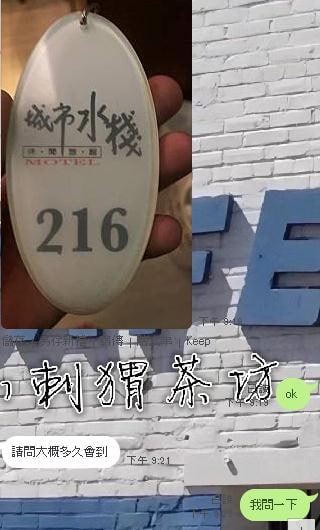 城市水棧
休・閒・旅・館
MOTEL
216
下午 9:18
Keep
刺猬茶坊
ok
下午 9:19
請問大概多久會到
下午 9:21
我問一下